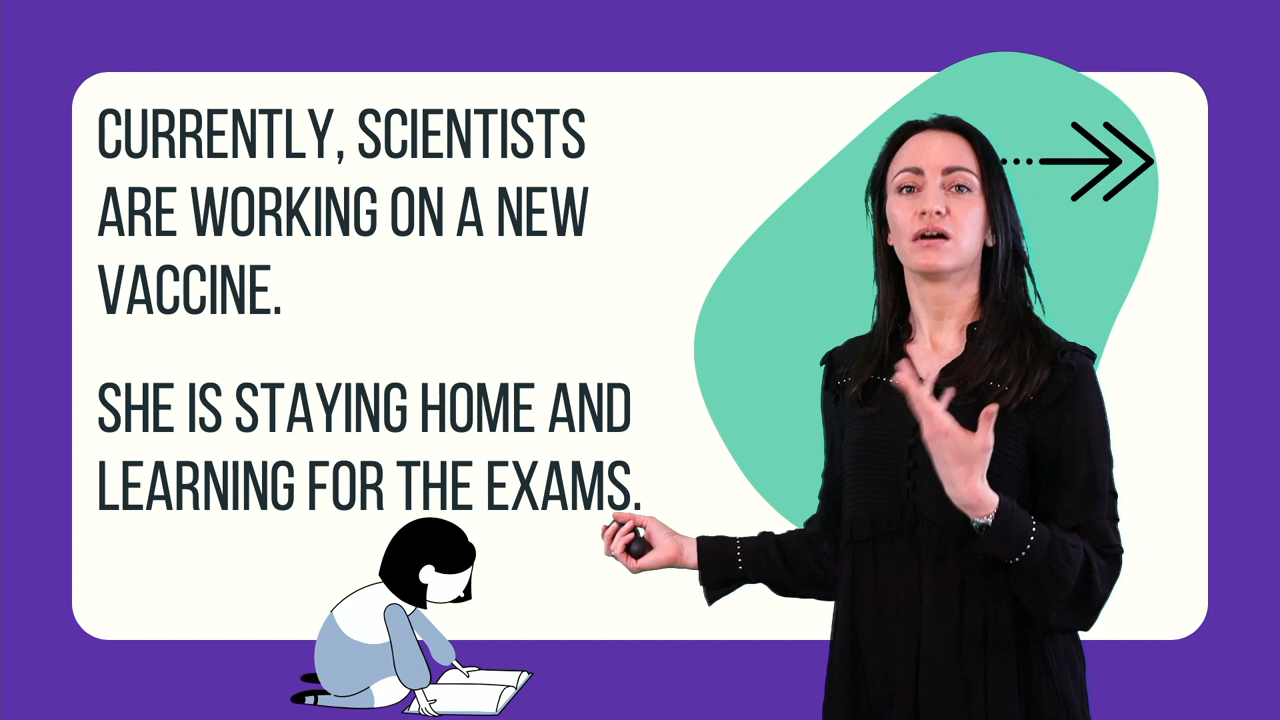 CURRENTLY, SCIENTISTS
ARE WORKING ON A NEW
VACCINE.
SHE IS STAYING HOME AND
LEARNING FOR THE EXAMS.